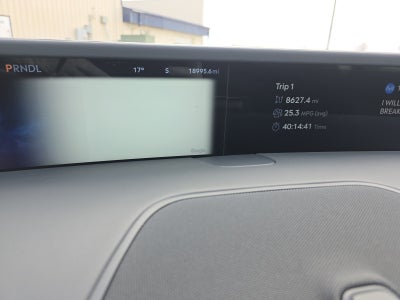 PRNDL 17° S 18995.6 mi
Trip 1
8627.4 mi
25.3 MPG (avg)
40:14:41 Time
Google
I WILL
BREAK